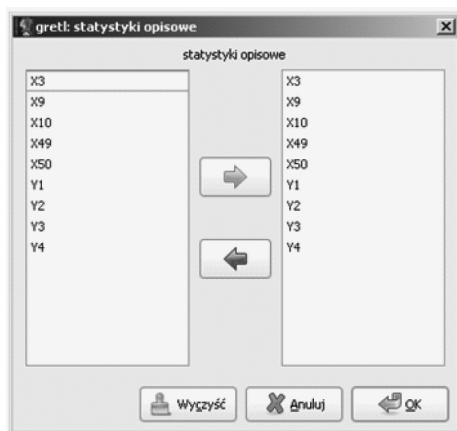 gretl: statystyki opisowe
statystyki opisowe
X3
X9
X10
X49
X50
Y1
Y2
Y3
Y4
X3
X9
X10
X49
X50
Y1
Y2
Y3
Y4
Wyczyść
Anuluj
OK